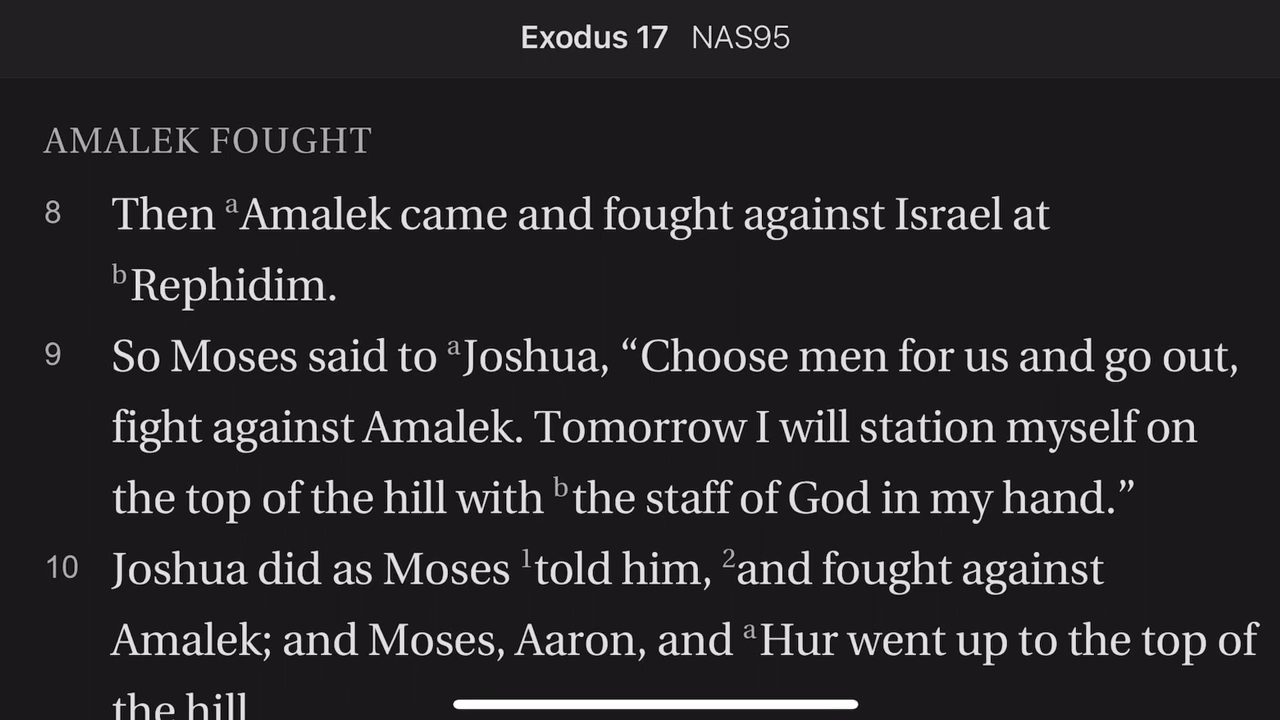 Exodus 17 NAS95
AMALEK FOUGHT
8 Then aAmalek came and fought against Israel at
bRephidim.
9 So Moses said to aJoshua, “Choose men for us and go out,
fight against Amalek. Tomorrow I will station myself on
the top of the hill with bthe staff of God in my hand.”
10 Joshua did as Moses 1told him, 2and fought against
Amalek; and Moses, Aaron, and aHur went up to the top of
the hill